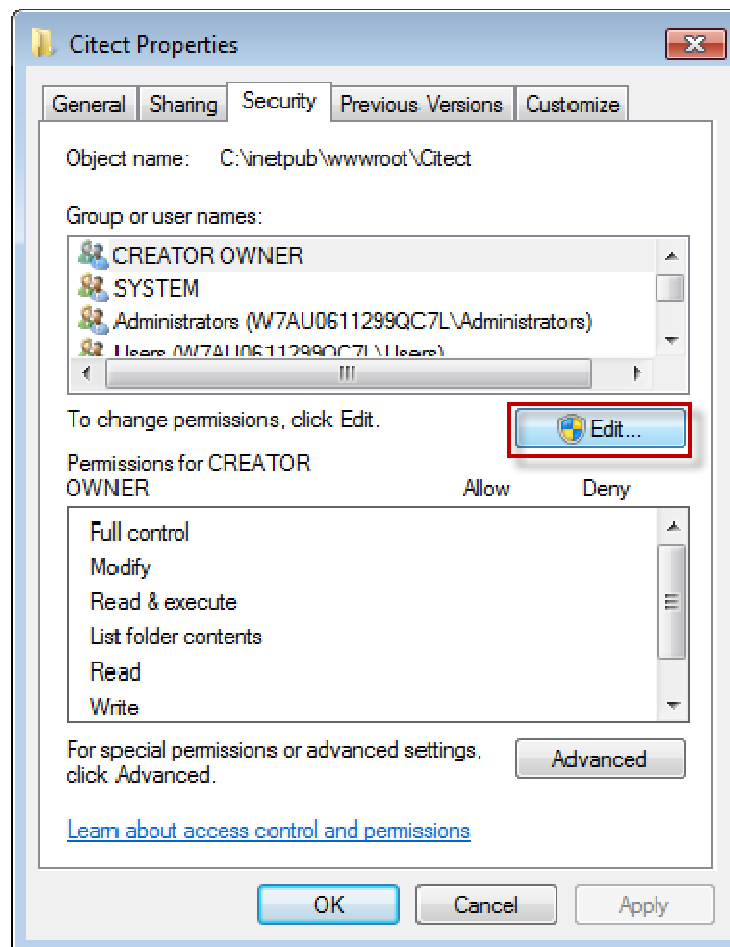 Citect Properties
General Sharing Security Previous Versions Customize
Object name: C:\inetpub\wwwroot\Citect
Group or user names:
CREATOR OWNER
SYSTEM
Administrators (W7AU0611299QC7L\Administrators)
Users (W7AU0611299QC7L\Users)
To change permissions, click Edit.
Edit...
Permissions for CREATOR
OWNER Allow Deny
Full control
Modify
Read & execute
List folder contents
Read
Write
For special permissions or advanced settings,
click Advanced.
Advanced
Learn about access control and permissions
OK Cancel Apply